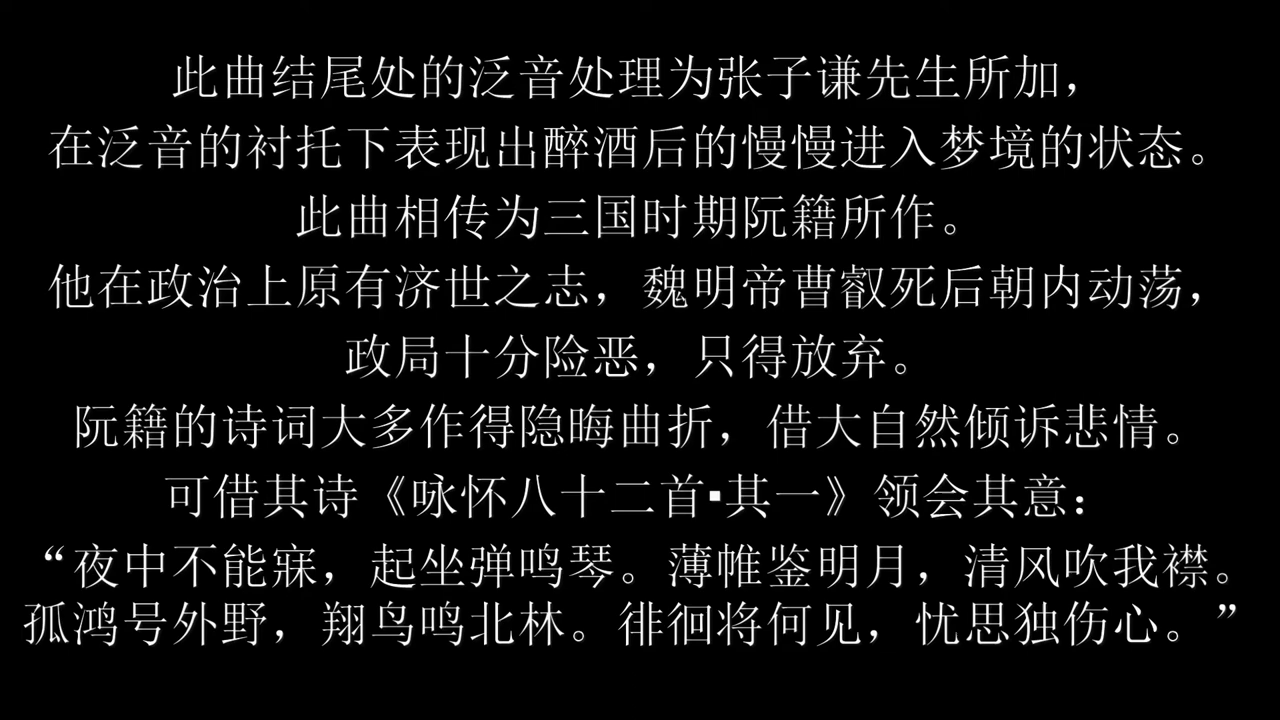 此曲结尾处的泛音处理为张子谦先生所加，
在泛音的衬托下表现出醉酒后的慢慢进入梦境的状态。
此曲相传为三国时期阮籍所作。
他在政治上原有济世之志，魏明帝曹叡死后朝内动荡，
政局十分险恶，只得放弃。
阮籍的诗词大多作得隐晦曲折，借大自然倾诉悲情。
可借其诗《咏怀八十二首▪其一》领会其意：
“夜中不能寐，起坐弹鸣琴。薄帷鉴明月，清风吹我襟。
孤鸿号外野，翔鸟鸣北林。徘徊将何见，忧思独伤心。”